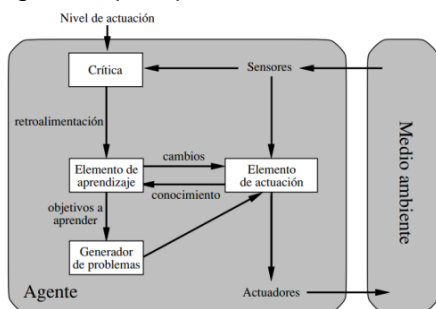 Nivel de actuación
Crítica
Sensores
retroalimentación
Elemento de
aprendizaje
cambios
conocimiento
Elemento
de actuación
objetivos a
aprender
Generador
de problemas
Agente
Actuadores
Medio ambiente